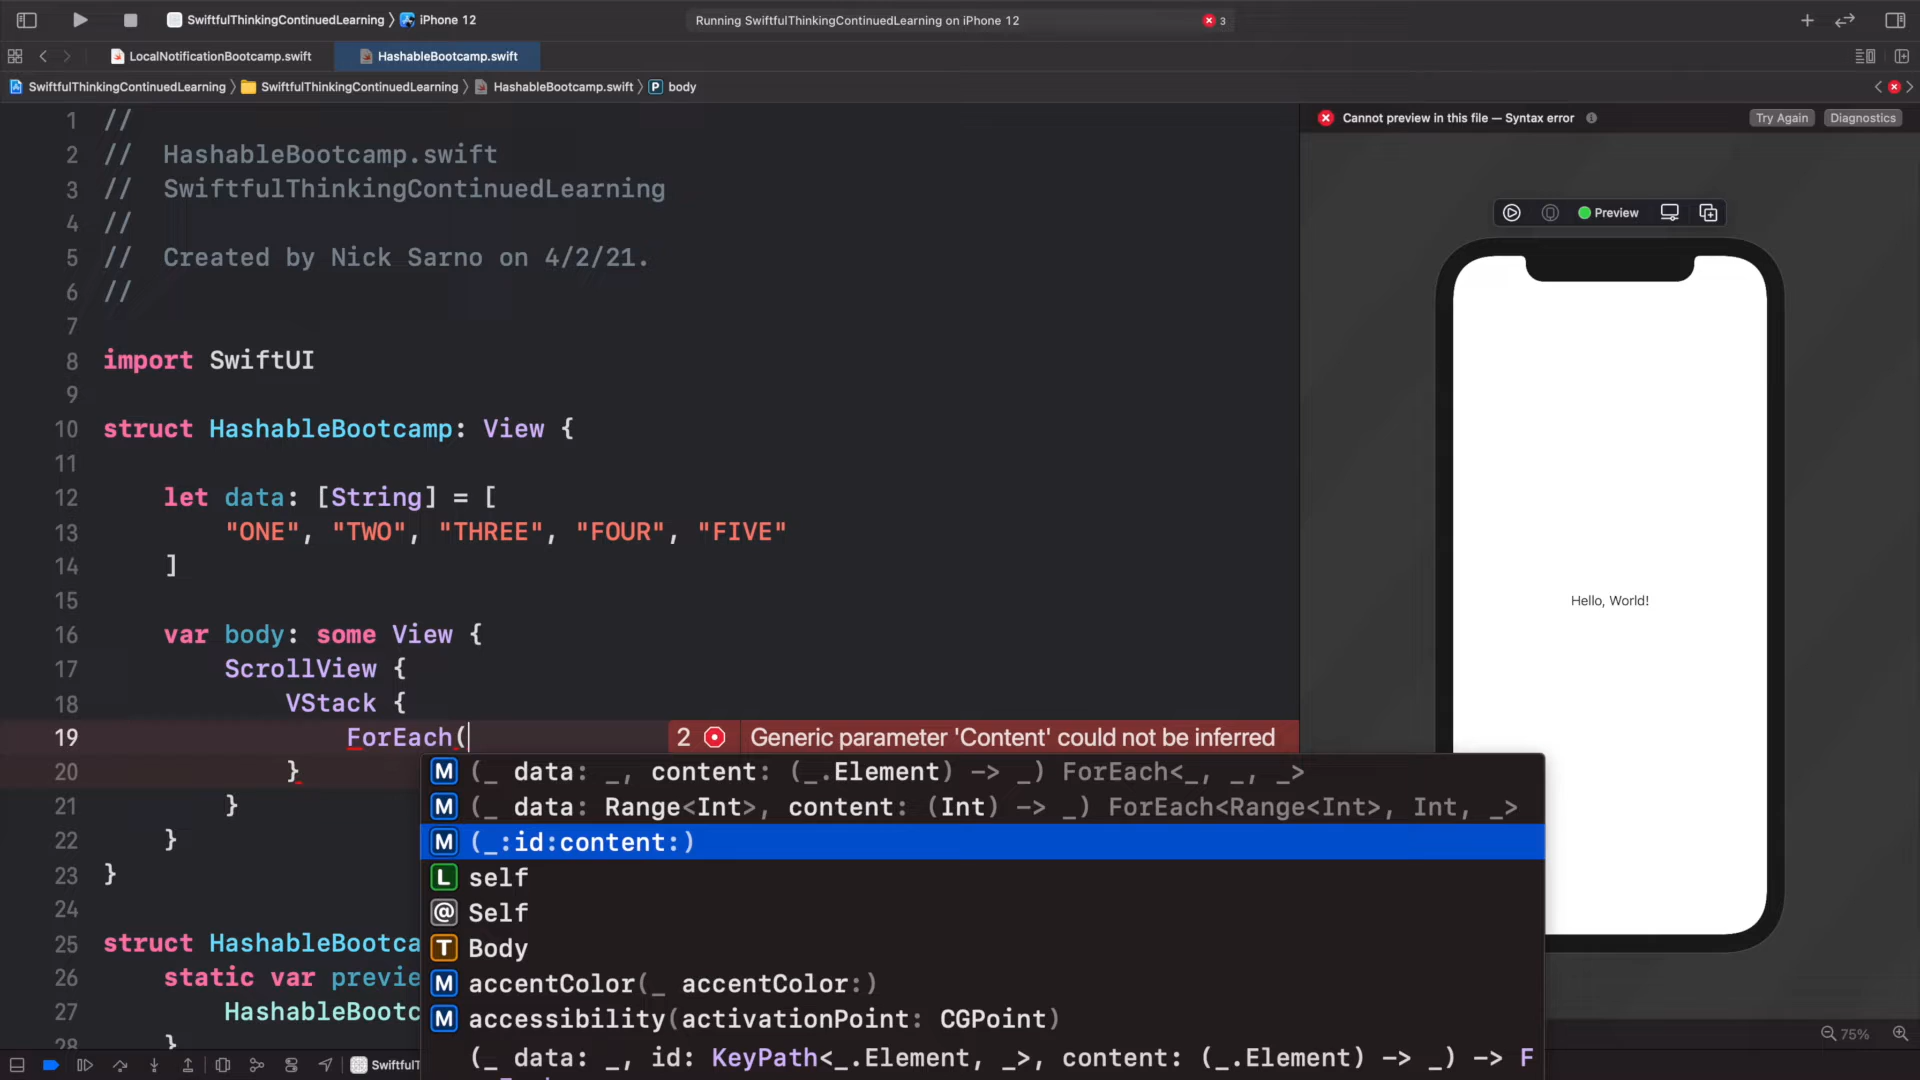 SwiftfulThinkingContinuedLearning 〉 iPhone 12
Running SwiftfulThinkingContinuedLearning on iPhone 12
3
LocalNotificationBootcamp.swift
HashableBootcamp.swift
SwiftfulThinkingContinuedLearning 〉 SwiftfulThinkingContinuedLearning 〉 HashableBootcamp.swift 〉 P body
Cannot preview in this file — Syntax error
Try Again
Diagnostics
Preview
Hello, World!
1 //
2 //  HashableBootcamp.swift
3 //  SwiftfulThinkingContinuedLearning
4 //
5 //  Created by Nick Sarno on 4/2/21.
6 //
7
8 import SwiftUI
9
10 struct HashableBootcamp: View {
11
12     let data: [String] = [
13         "ONE", "TWO", "THREE", "FOUR", "FIVE"
14     ]
15
16     var body: some View {
17         ScrollView {
18             VStack {
19                 ForEach(
2 Generic parameter 'Content' could not be inferred
20             }
21         }
22     }
23 }
24
25 struct HashableBootca
26     static var previe
27         HashableBootc
28     }
M (_ data: _, content: (_.Element) -> _) ForEach<_, _, _>
M (_ data: Range<Int>, content: (Int) -> _) ForEach<Range<Int>, Int, _>
M (_:id:content:)
L self
@ Self
T Body
M accentColor(_ accentColor:)
M accessibility(activationPoint: CGPoint)
(_ data: _, id: KeyPath<_.Element, _>, content: (_.Element) -> _) -> F
SwiftfulT
75%